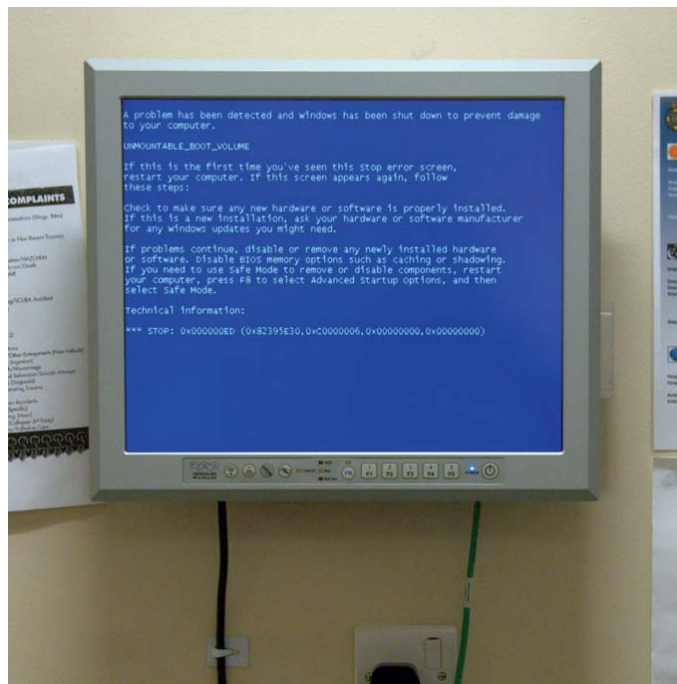 A problem has been detected and windows has been shut down to prevent damage
to your computer.
UNMOUNTABLE_BOOT_VOLUME
If this is the first time you've seen this stop error screen,
restart your computer. If this screen appears again, follow
these steps:
Check to make sure any new hardware or software is properly installed.
If this is a new installation, ask your hardware or software manufacturer
for any windows updates you might need.
If problems continue, disable or remove any newly installed hardware
or software. Disable BIOS memory options such as caching or shadowing.
If you need to use Safe Mode to remove or disable components, restart
your computer, press F8 to select Advanced Startup Options, and then
select Safe Mode.
Technical information:
*** STOP: 0x000000ED (0x82395E30,0xC0000006,0x00000000,0x00000000)
COMPLAINTS